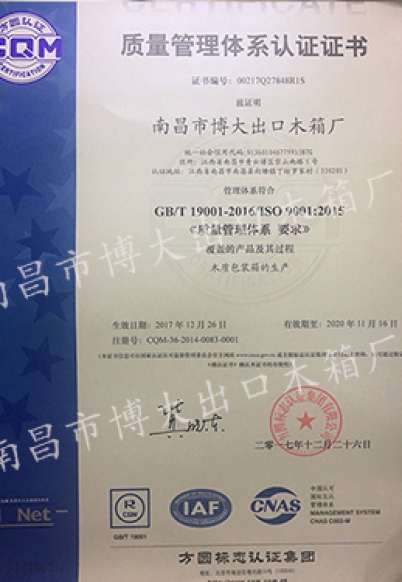 方圆认证
CQM
CERTIFICATION
质量管理体系认证证书
证书编号：00217Q27848R1S
兹证明
南昌市博大出口木箱厂
管理体系符合
GB/T 19001-2016/ISO 9001:2015
《质量管理体系 要求》
覆盖的产品及其过程
木质包装箱的生产
生效日期：2017 年 12 月 26 日
有效期至：2020 年 11 月 16 日
注册号：CQM-36-2014-0083-0001
南昌市博大出口木箱厂
南昌市博大出口木箱厂
二〇一七年十二月二十六日
Net
CQM
GB/T 19001
IAF
CNAS
中国认可
国际互认
管理体系
MANAGEMENT SYSTEM
CNAS C002-M
方圆标志认证集团